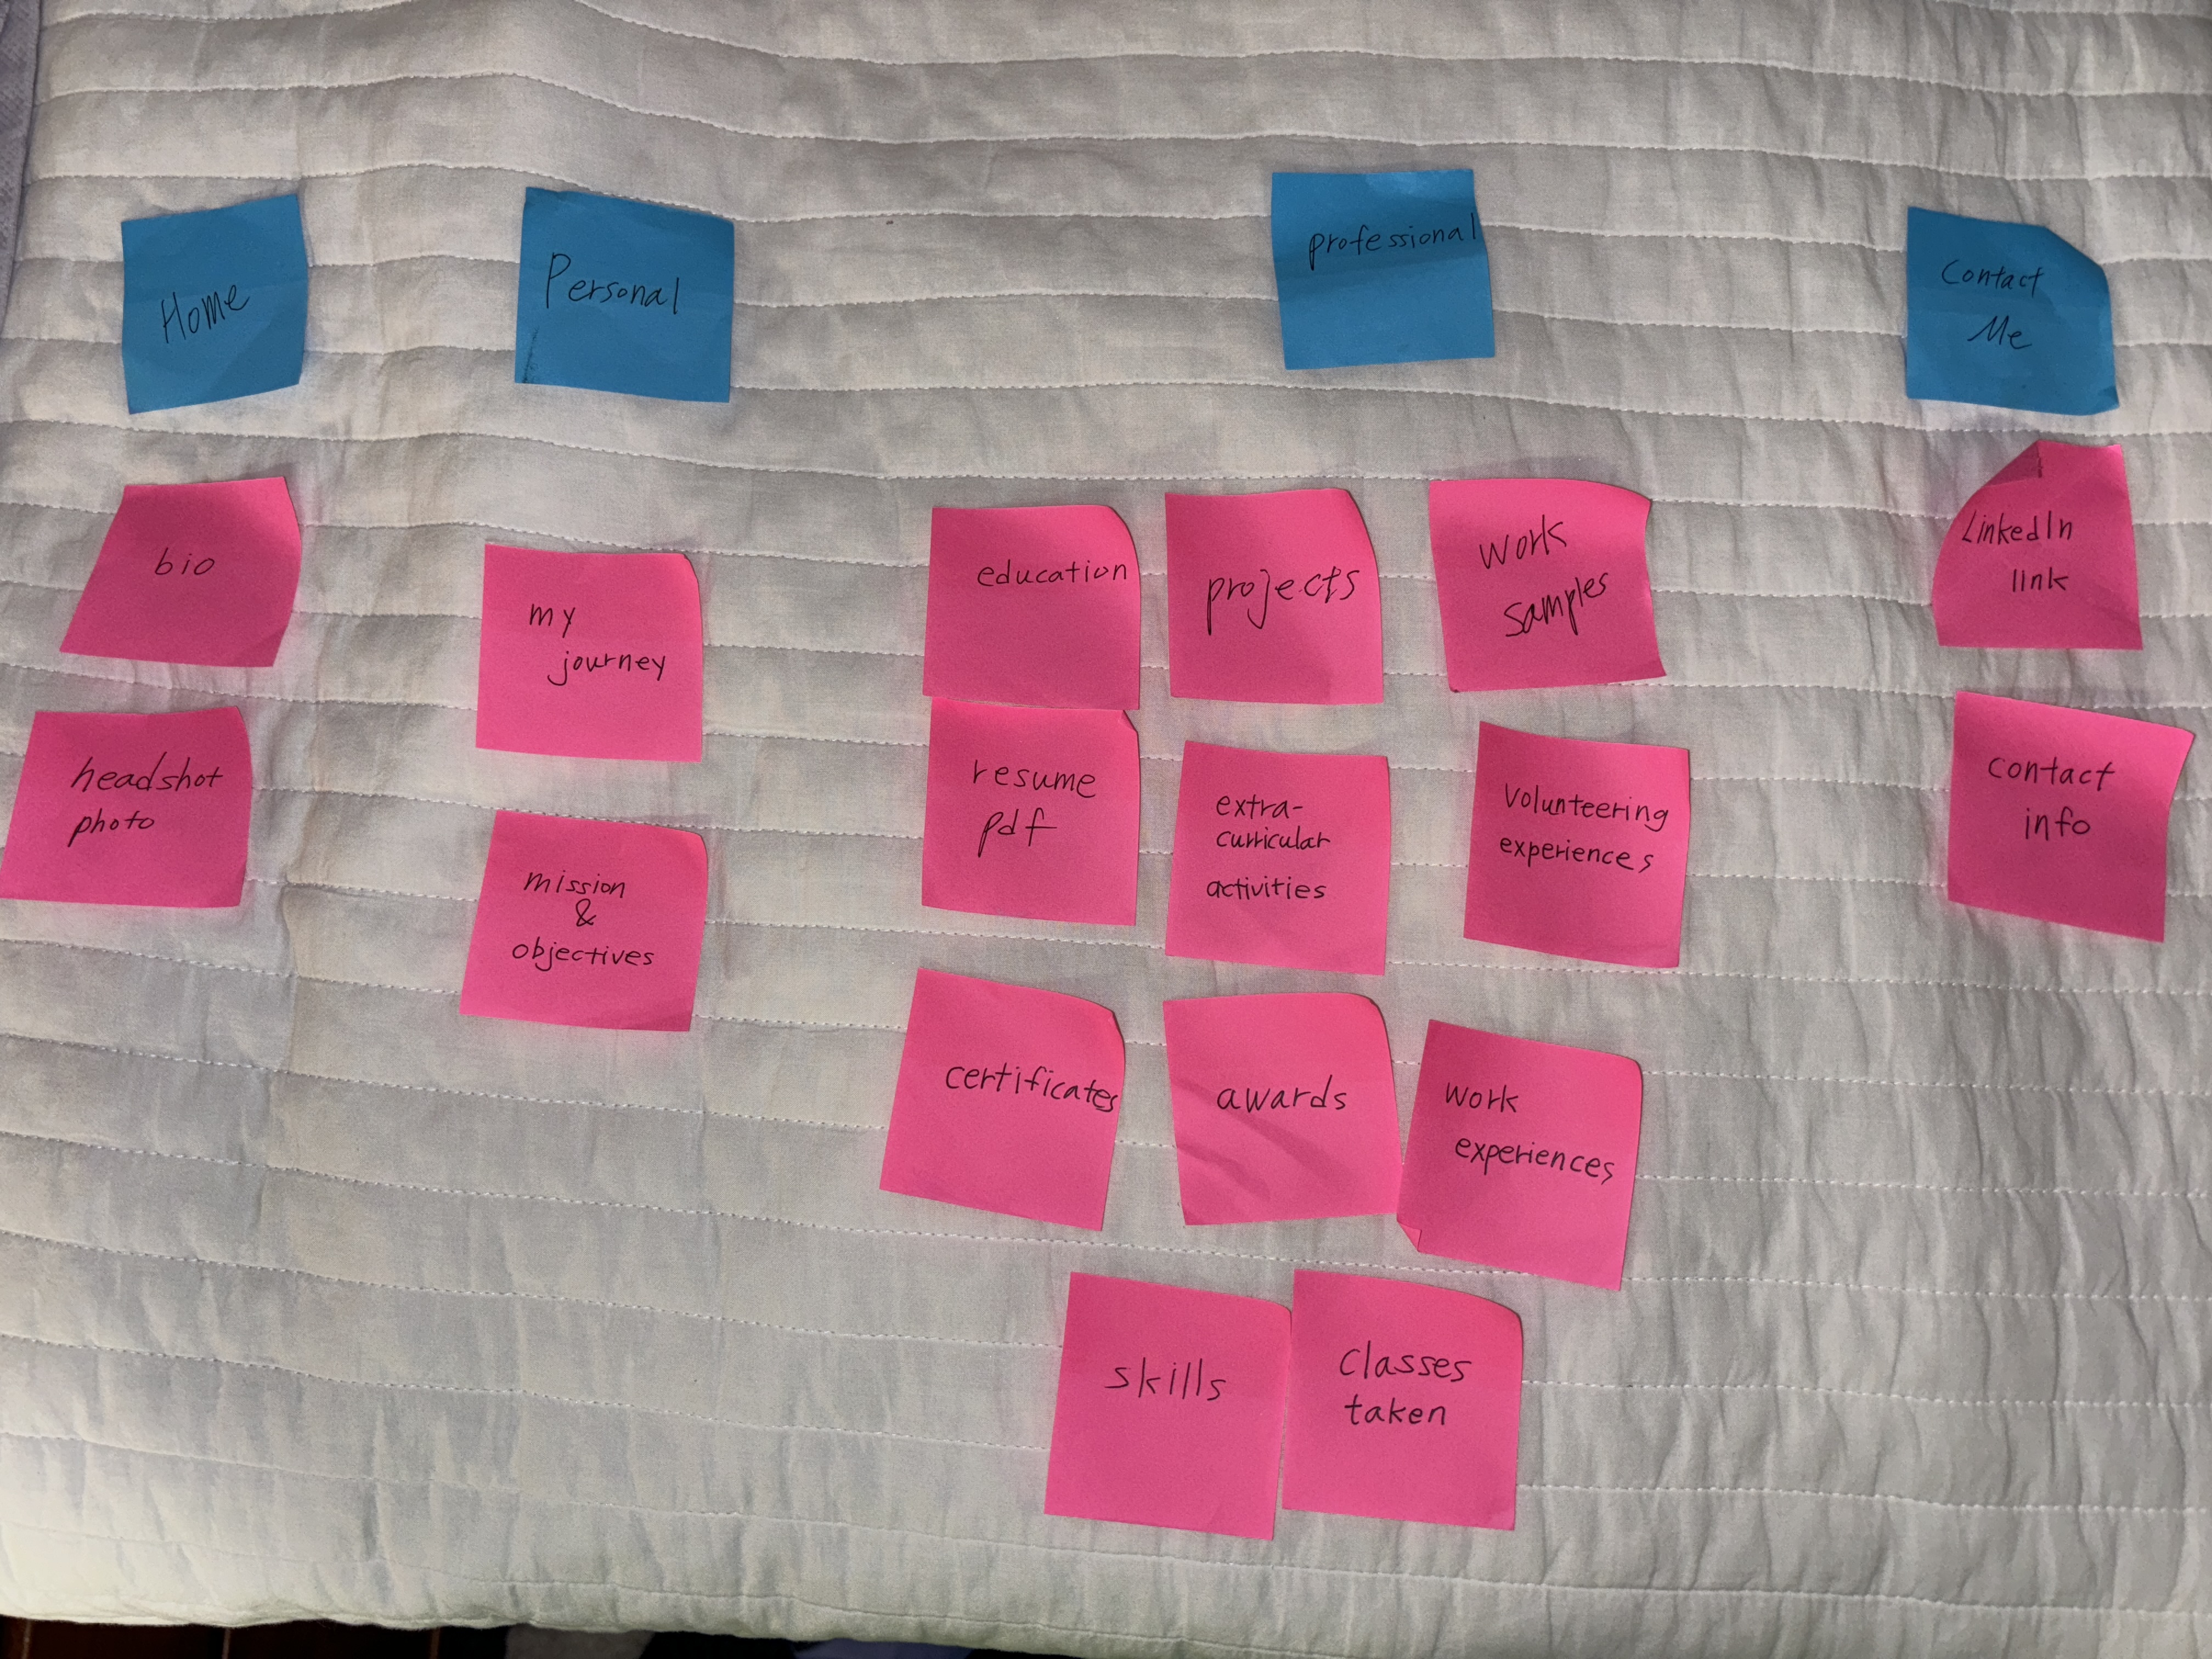 Home
Personal
professional
Contact
Me
bio
headshot
photo
my
journey
mission
&
objectives
education
projects
work
samples
resume
pdf
extra-
curricular
activities
Volunteering
experiences
certificates
awards
work
experiences
skills
classes
taken
LinkedIn
link
contact
info